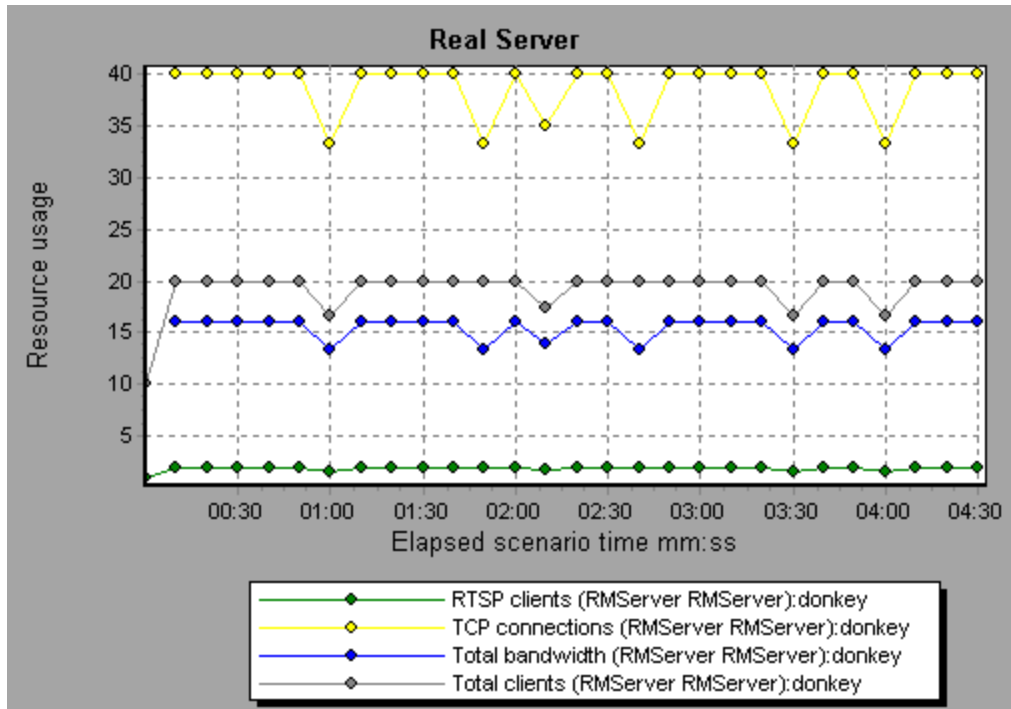 Real Server
40
35
30
25
20
15
10
5
Resource usage
00:30 01:00 01:30 02:00 02:30 03:00 03:30 04:00 04:30
Elapsed scenario time mm:ss
RTSP clients (RMServer RMServer):donkey
TCP connections (RMServer RMServer):donkey
Total bandwidth (RMServer RMServer):donkey
Total clients (RMServer RMServer):donkey